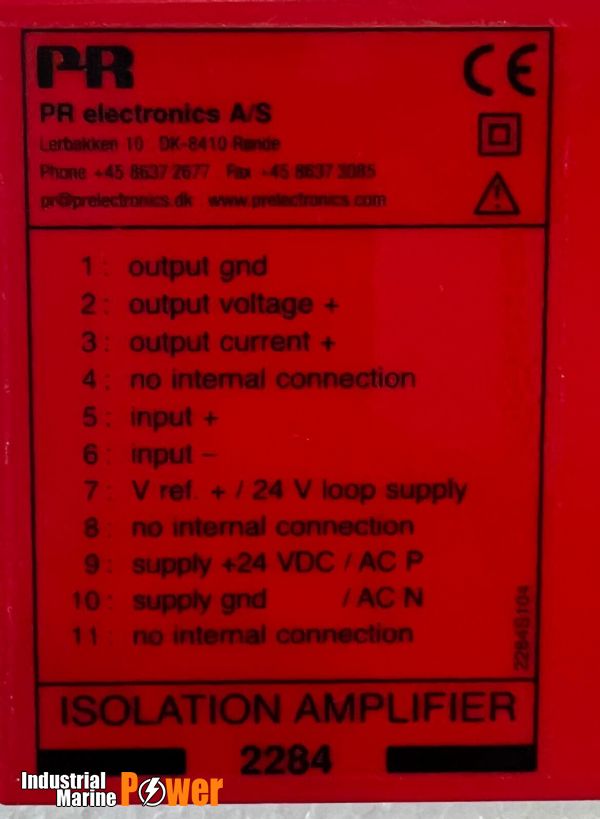 PR
CE
PR electronics A/S
Lerbakken 10 DK-8410 Rønde
Phone +45 8637 2677 Fax +45 8637 3085
pr@prelectronics.dk www.prelectronics.com
1: output gnd
2: output voltage +
3: output current +
4: no internal connection
5: input +
6: input –
7: V ref. + / 24 V loop supply
8: no internal connection
9: supply +24 VDC / AC P
10: supply gnd / AC N
11: no internal connection
2284S104
ISOLATION AMPLIFIER
2284
Industrial
Marine Power